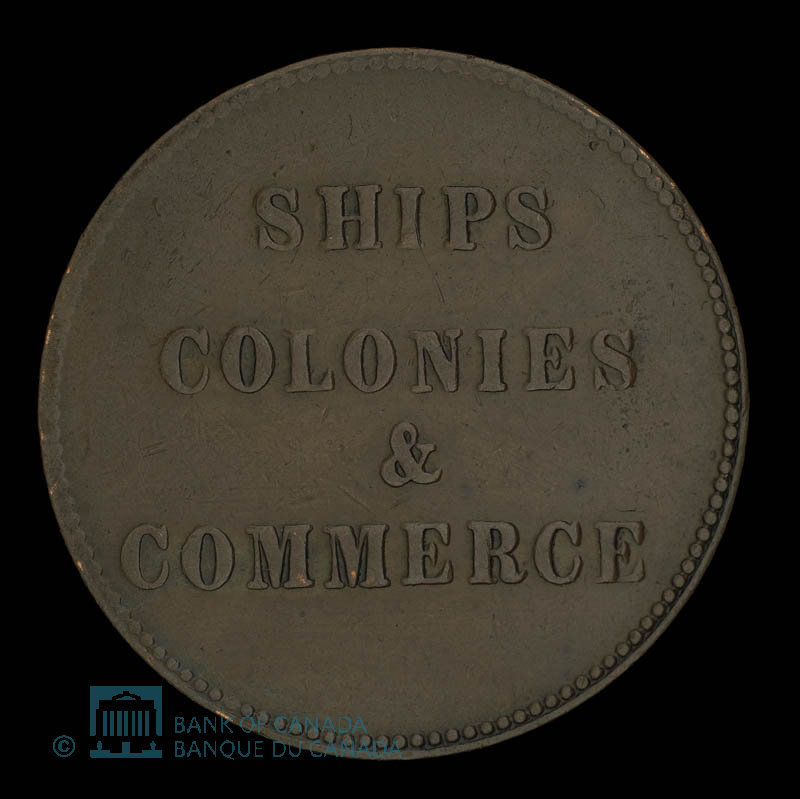 SHIPS
COLONIES
&
COMMERCE
© BANK OF CANADA
BANQUE DU CANADA